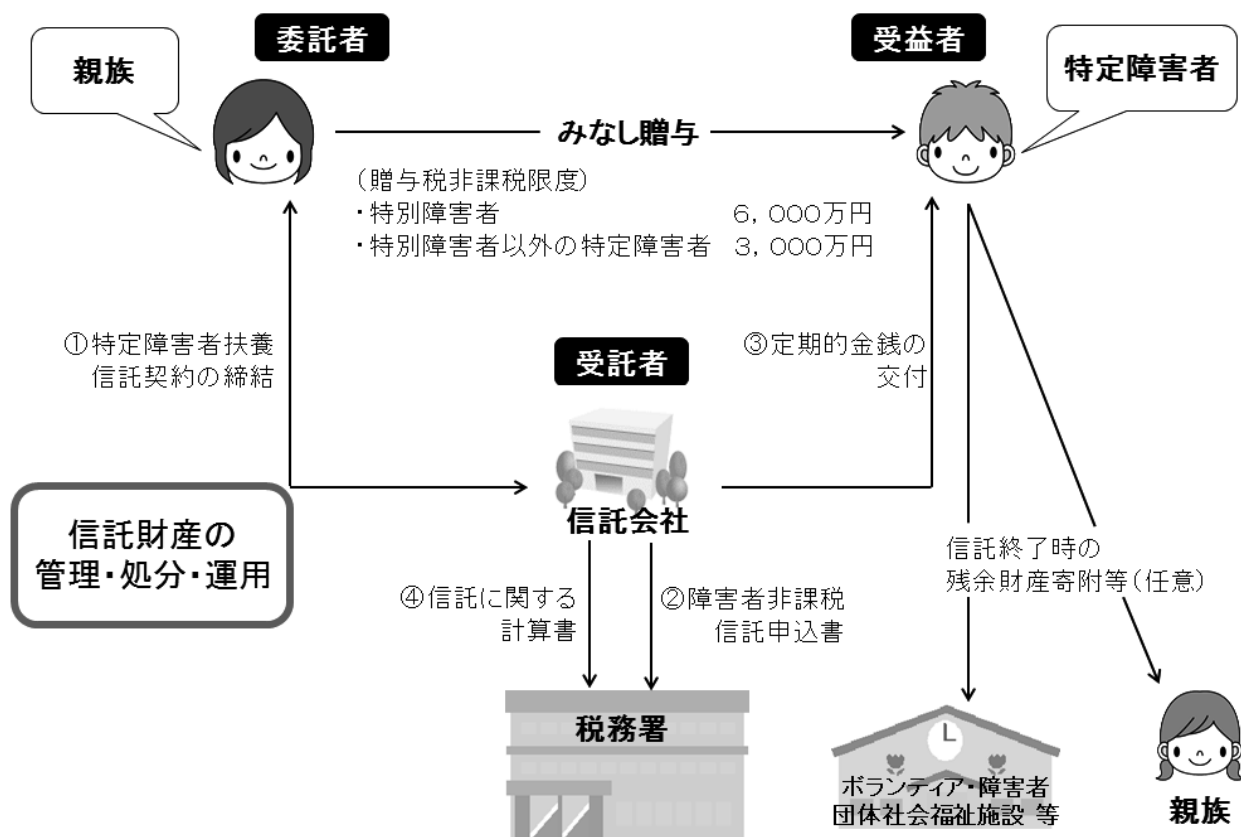 委託者
受益者
親族
特定障害者
みなし贈与
(贈与税非課税限度)
・特別障害者 6,000万円
・特別障害者以外の特定障害者 3,000万円
①特定障害者扶養
信託契約の締結
受託者
③定期的金銭の
交付
信託会社
信託財産の
管理・処分・運用
④信託に関する
計算書
②障害者非課税
信託申込書
信託終了時の
残余財産寄附等(任意)
税務署
ボランティア・障害者
団体社会福祉施設 等
親族